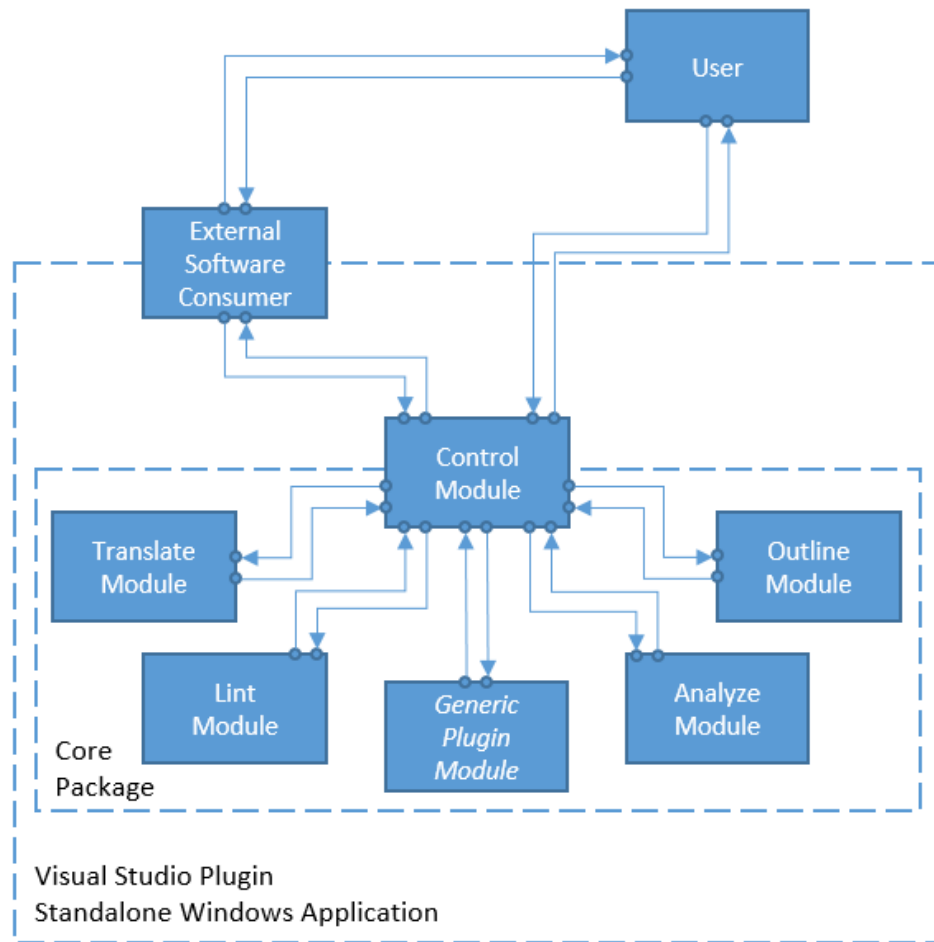 User
External
Software
Consumer
Control
Module
Translate
Module
Outline
Module
Lint
Module
Generic
Plugin
Module
Analyze
Module
Core
Package
Visual Studio Plugin
Standalone Windows Application